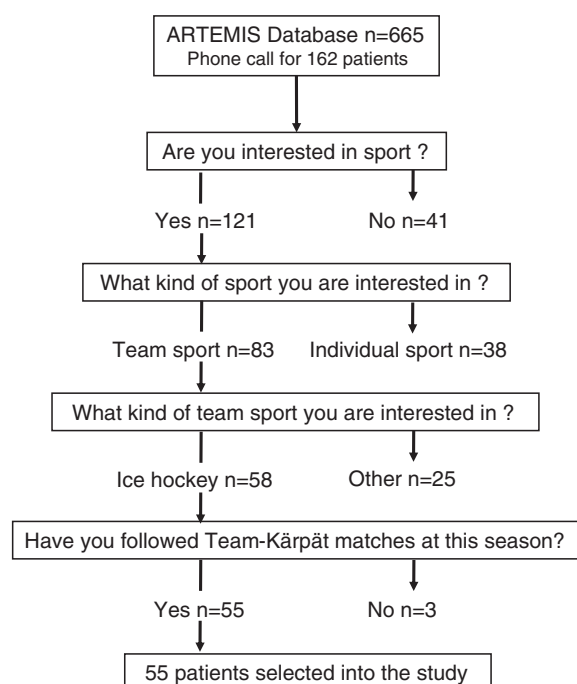 ARTEMIS Database n=665
Phone call for 162 patients
Are you interested in sport ?
Yes n=121 No n=41
What kind of sport you are interested in ?
Team sport n=83 Individual sport n=38
What kind of team sport you are interested in ?
Ice hockey n=58 Other n=25
Have you followed Team-Kärpät matches at this season?
Yes n=55 No n=3
55 patients selected into the study